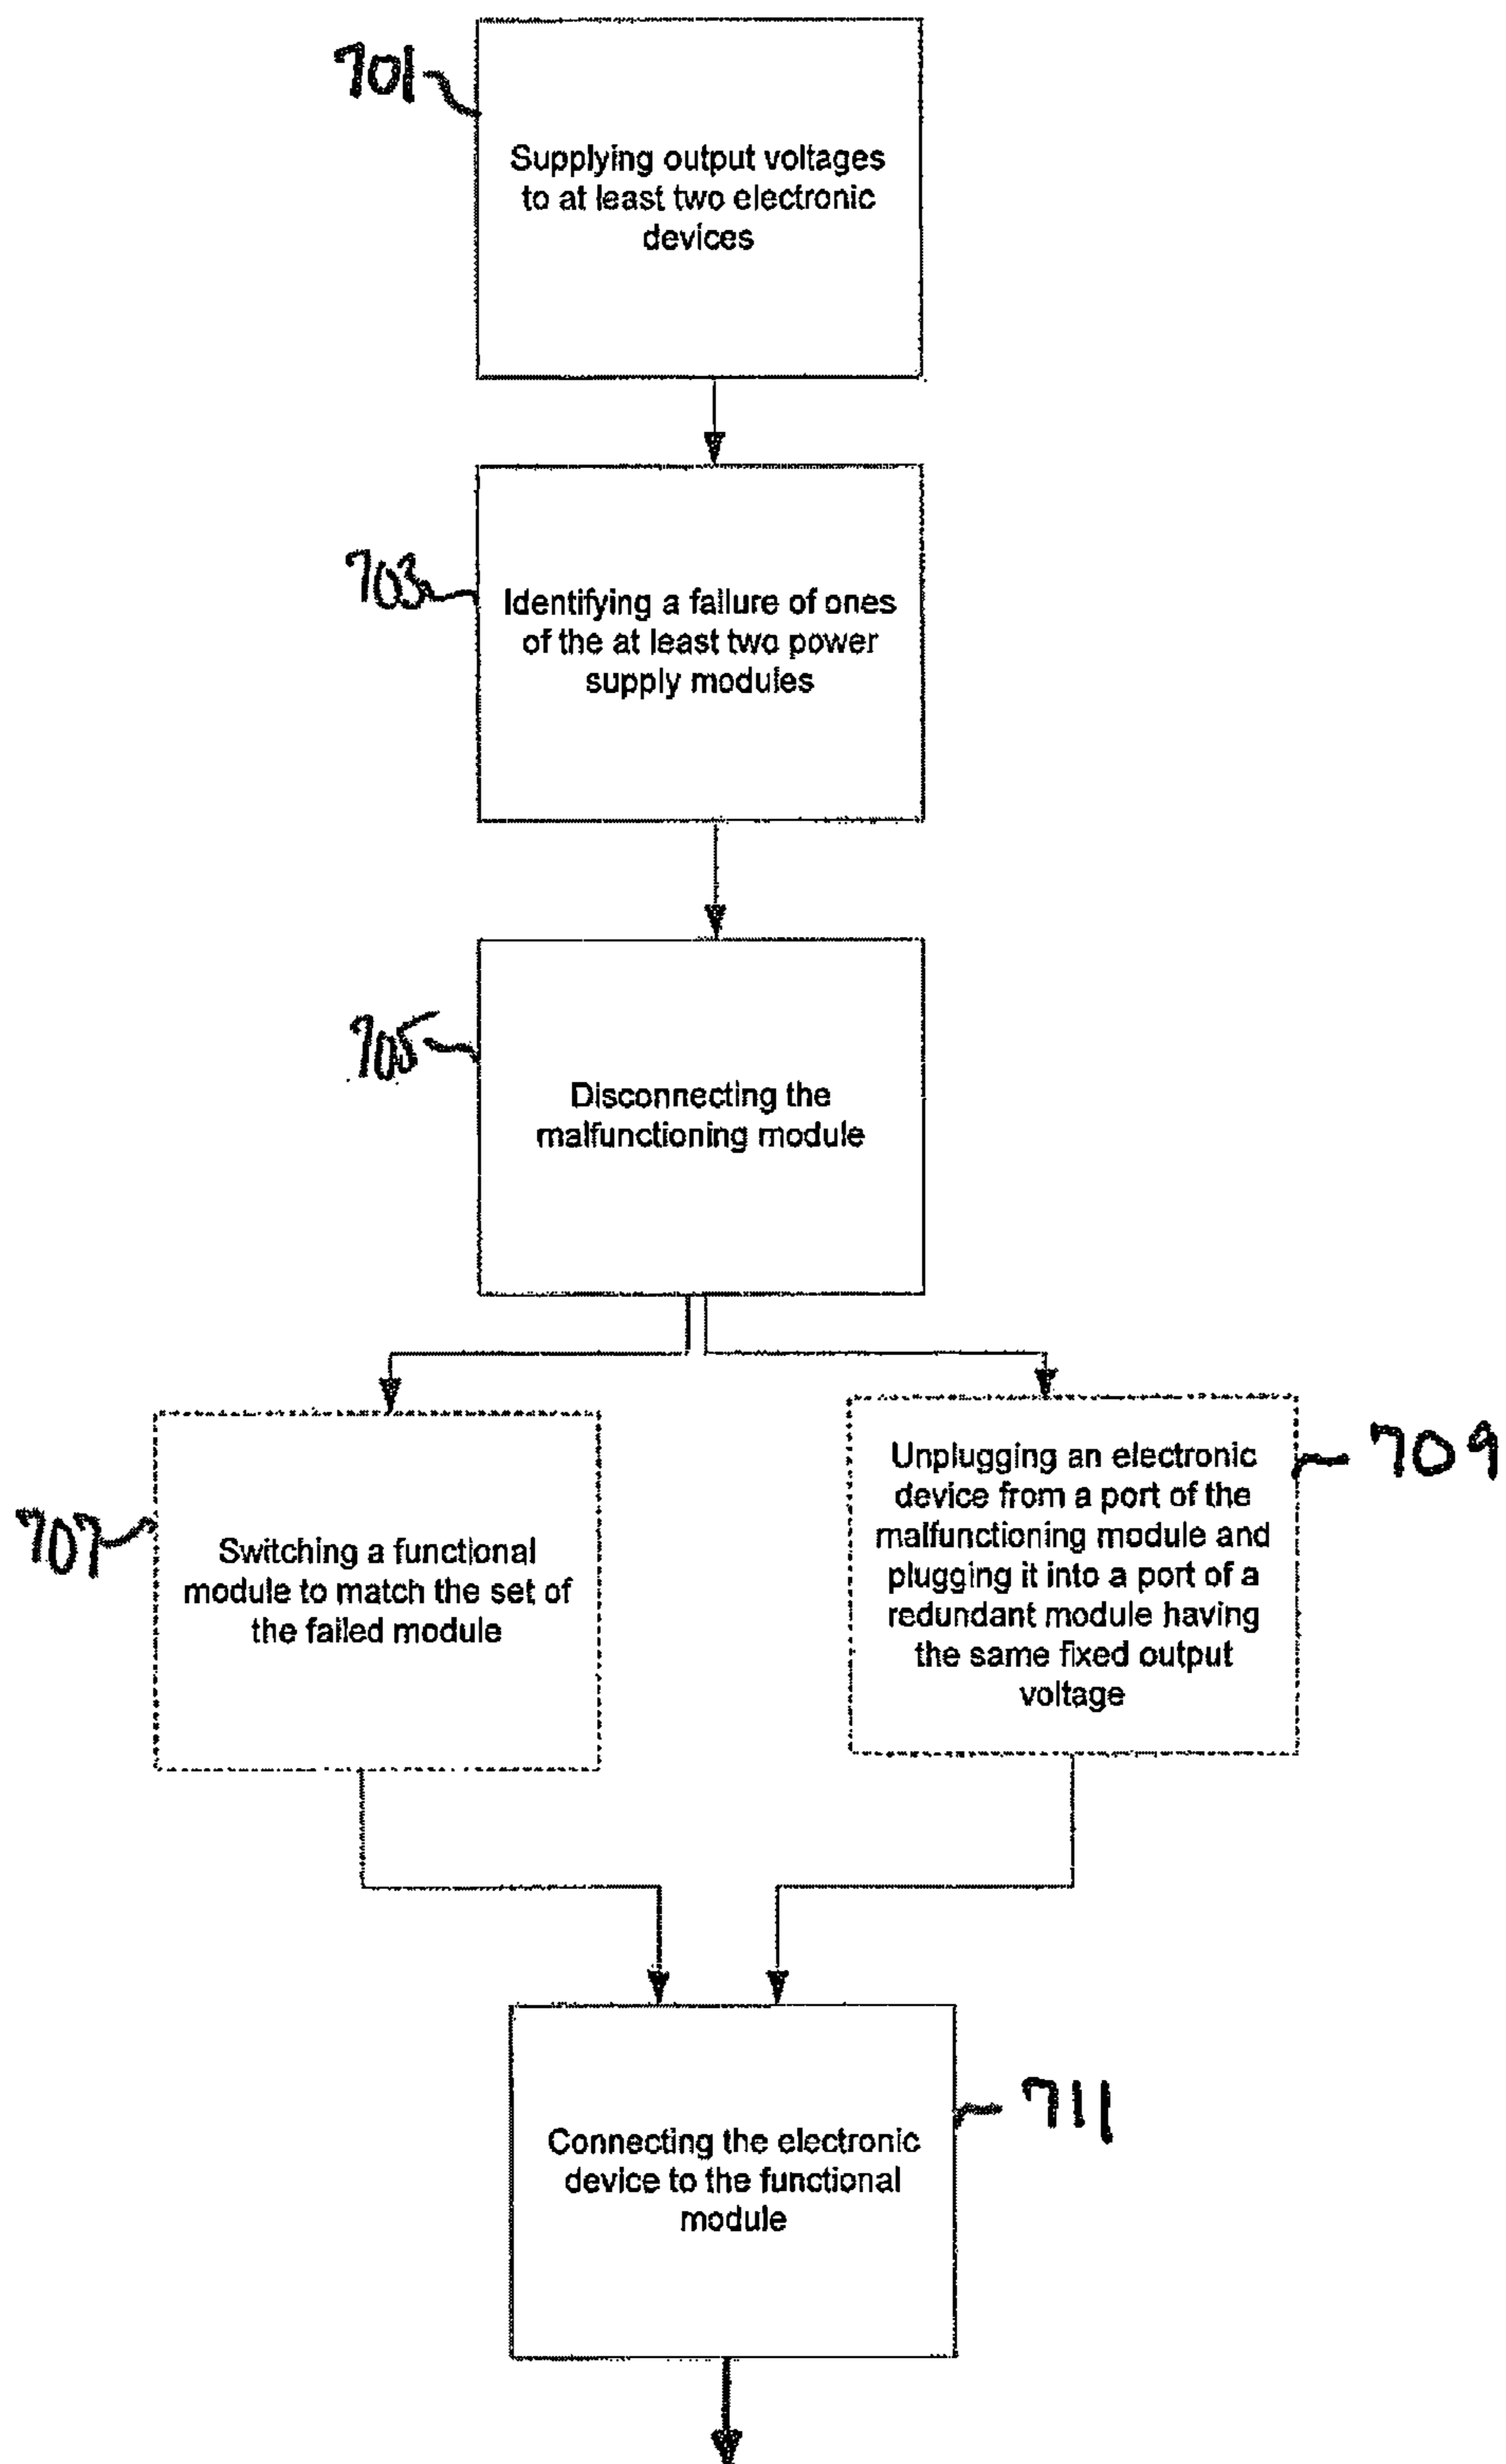 701
Supplying output voltages
to at least two electronic
devices
703
Identifying a failure of ones
of the at least two power
supply modules
705
Disconnecting the
malfunctioning module
707
Switching a functional
module to match the set of
the failed module
709
Unplugging an electronic
device from a port of the
malfunctioning module and
plugging it into a port of a
redundant module having
the same fixed output
voltage
711
Connecting the electronic
device to the functional
module